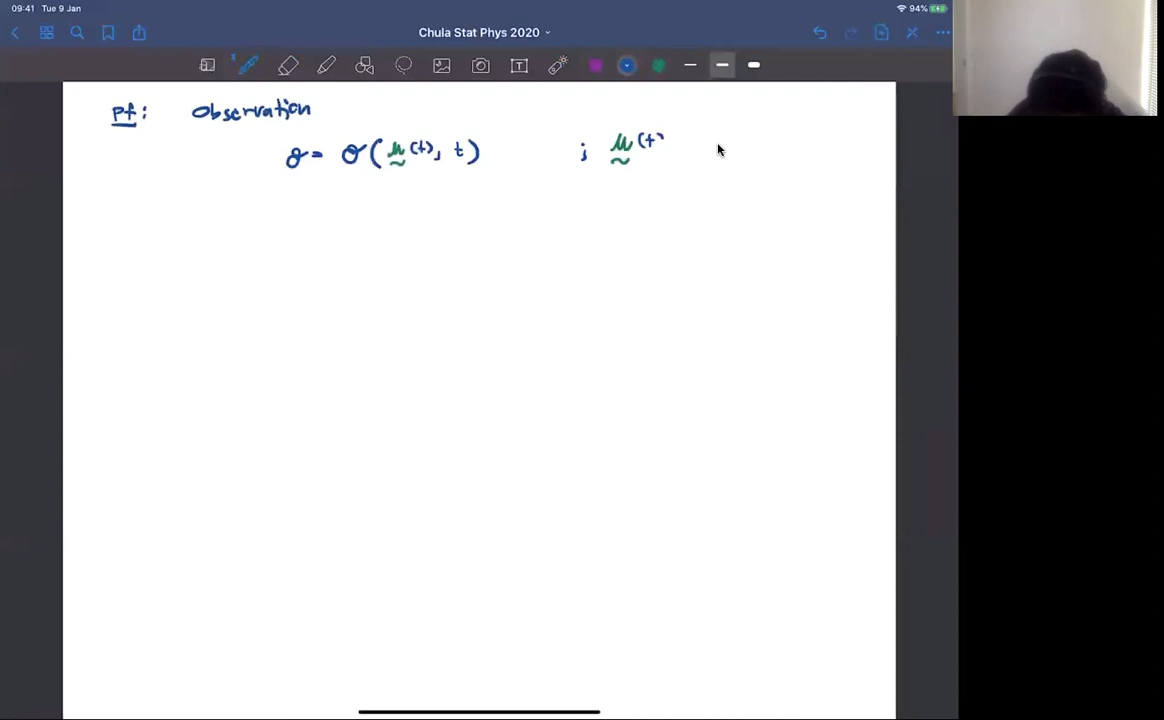 09:41 Tue 9 Jan 94%
Chula Stat Phys 2020
Pf: Observation
𝒪 = 𝒪(μ(t), t) ; μ(t)